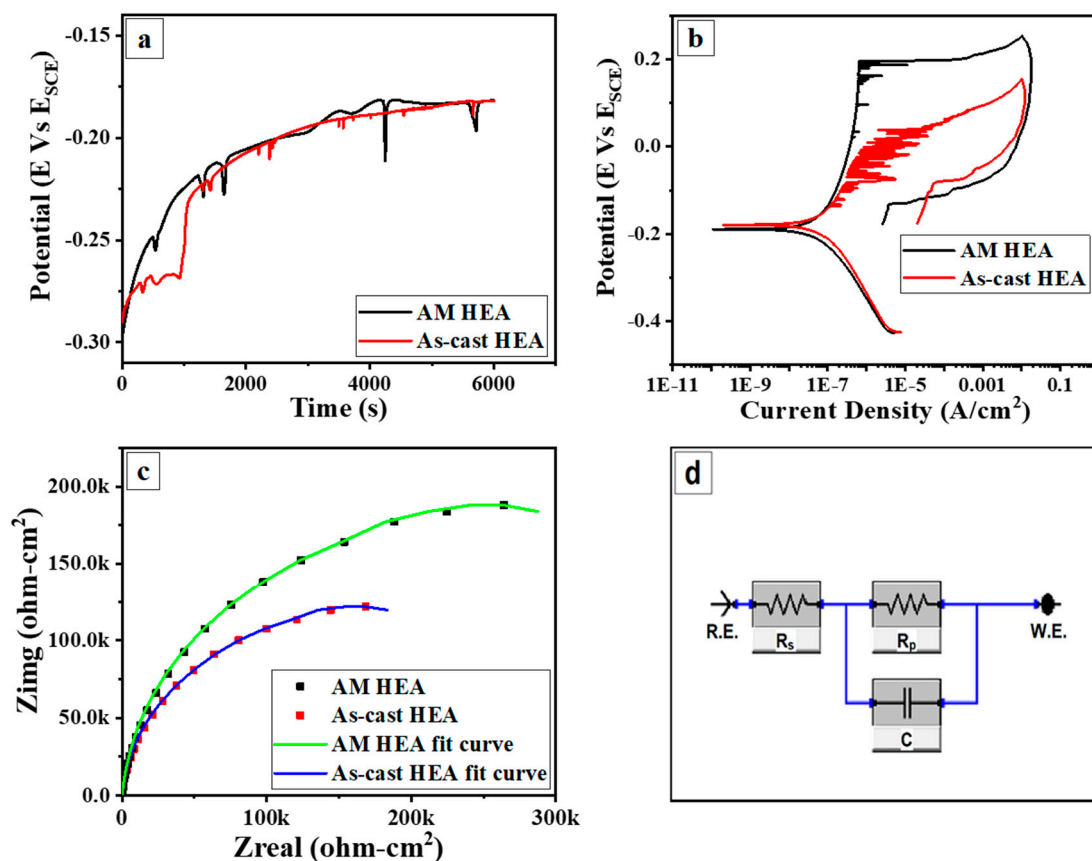 a
Potential (E Vs E_SCE)
-0.15
-0.20
-0.25
-0.30
0
2000
4000
6000
Time (s)
AM HEA
As-cast HEA
b
Potential (E Vs E_SCE)
0.2
0.0
-0.2
-0.4
1E-11
1E-9
1E-7
1E-5
0.001
0.1
Current Density (A/cm²)
AM HEA
As-cast HEA
c
Zimg (ohm-cm²)
200.0k
150.0k
100.0k
50.0k
0.0
0
100k
200k
300k
Zreal (ohm-cm²)
AM HEA
As-cast HEA
AM HEA fit curve
As-cast HEA fit curve
d
R.E.
Rs
Rp
W.E.
C